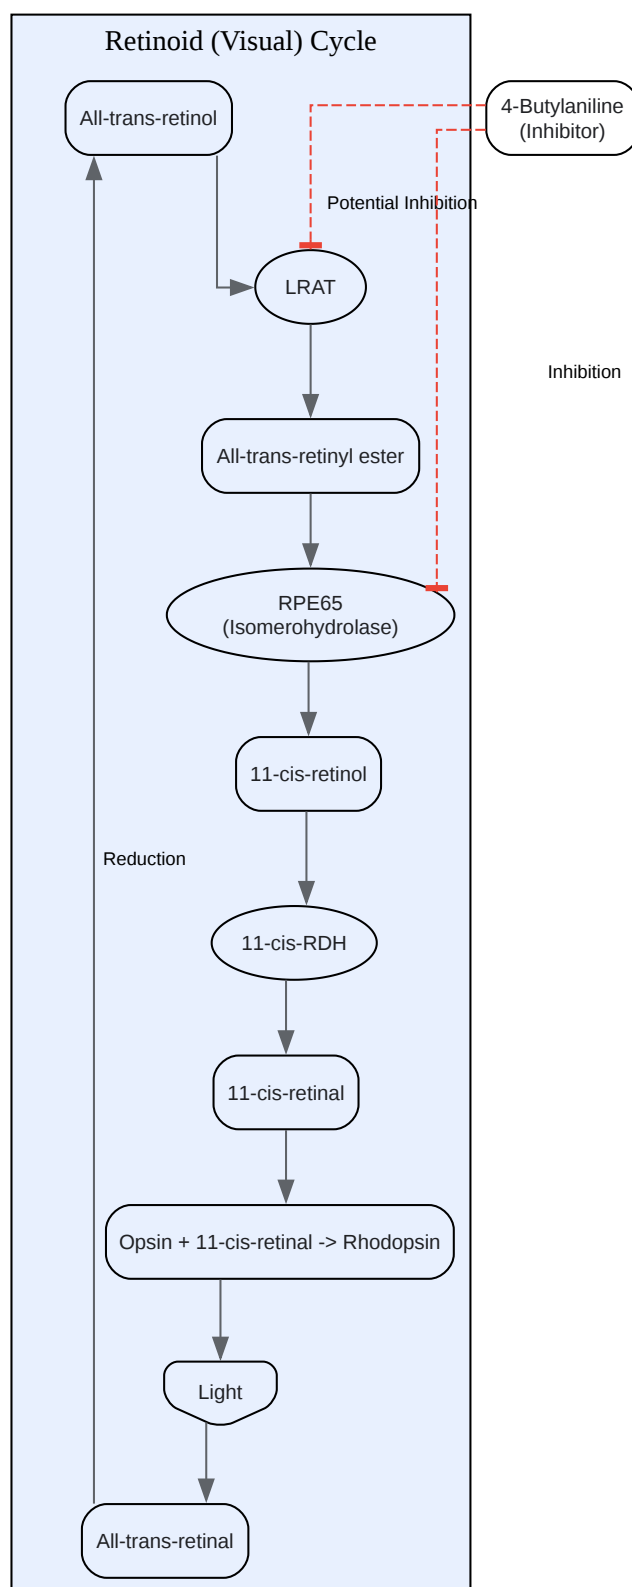 Retinoid (Visual) Cycle
All-trans-retinol
4-Butylaniline
(Inhibitor)
Potential Inhibition
LRAT
Inhibition
All-trans-retinyl ester
RPE65
(Isomerohydrolase)
11-cis-retinol
Reduction
11-cis-RDH
11-cis-retinal
Opsin + 11-cis-retinal -> Rhodopsin
Light
All-trans-retinal